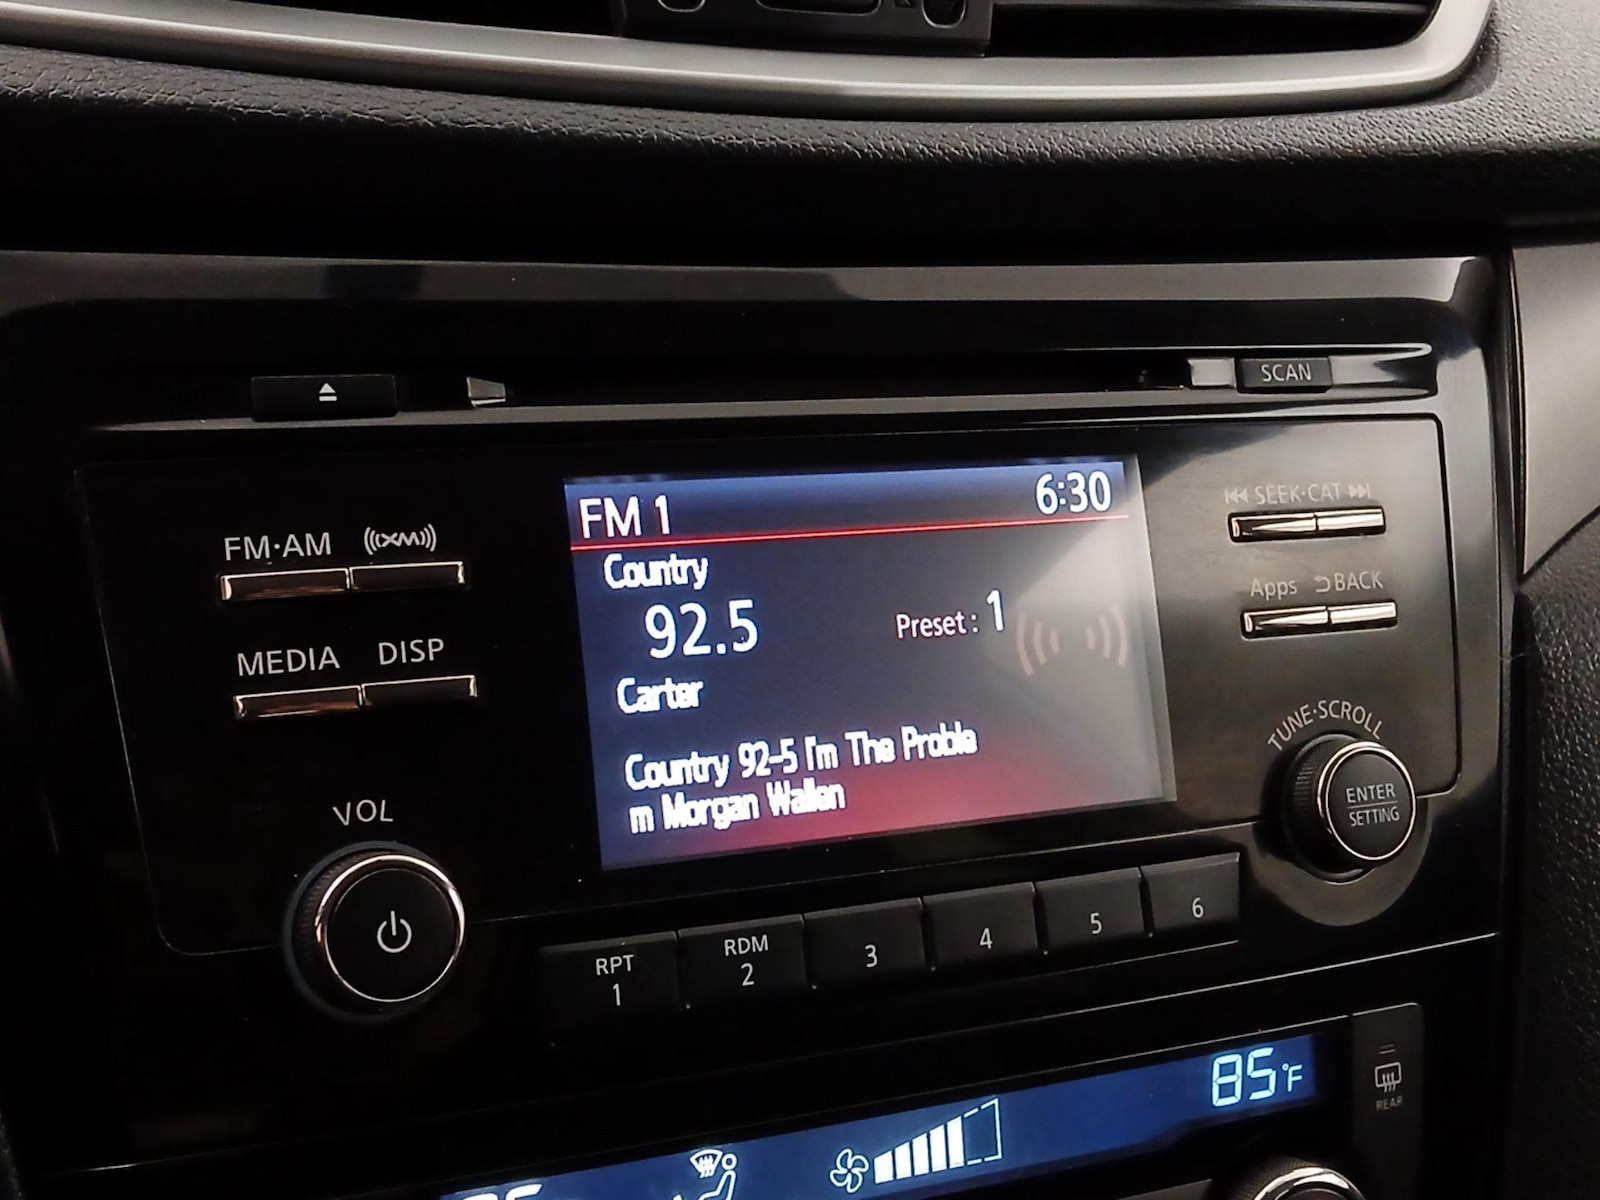 SCAN
FM 1 6:30
Country
92.5 Preset : 1
Carter
Country 92-5 I'm The Proble
m Morgan Wallen
FM·AM XM
MEDIA DISP
VOL
SEEK·CAT
Apps BACK
TUNE·SCROLL
ENTER
SETTING
RPT
1
RDM
2
3
4
5
6
85°F
REAR